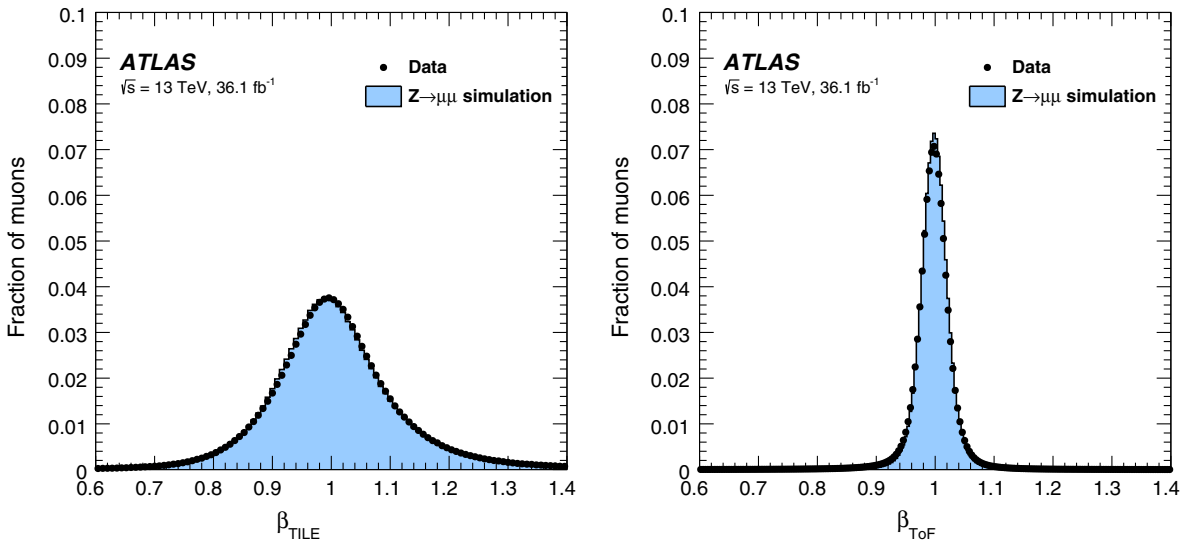 ATLAS
√s = 13 TeV, 36.1 fb⁻¹
Data
Z→μμ simulation
Fraction of muons
0.1
0.09
0.08
0.07
0.06
0.05
0.04
0.03
0.02
0.01
0
0.6 0.7 0.8 0.9 1 1.1 1.2 1.3 1.4
β_TILE
ATLAS
√s = 13 TeV, 36.1 fb⁻¹
Data
Z→μμ simulation
Fraction of muons
0.1
0.09
0.08
0.07
0.06
0.05
0.04
0.03
0.02
0.01
0
0.6 0.7 0.8 0.9 1 1.1 1.2 1.3 1.4
β_ToF